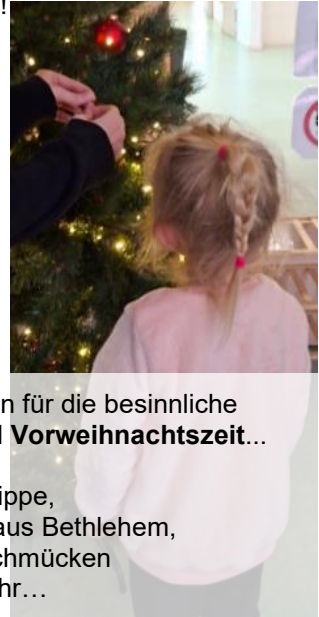 !
n für die besinnliche
Vorweihnachtszeit...
ippe,
aus Bethlehem,
chmücken
hr…